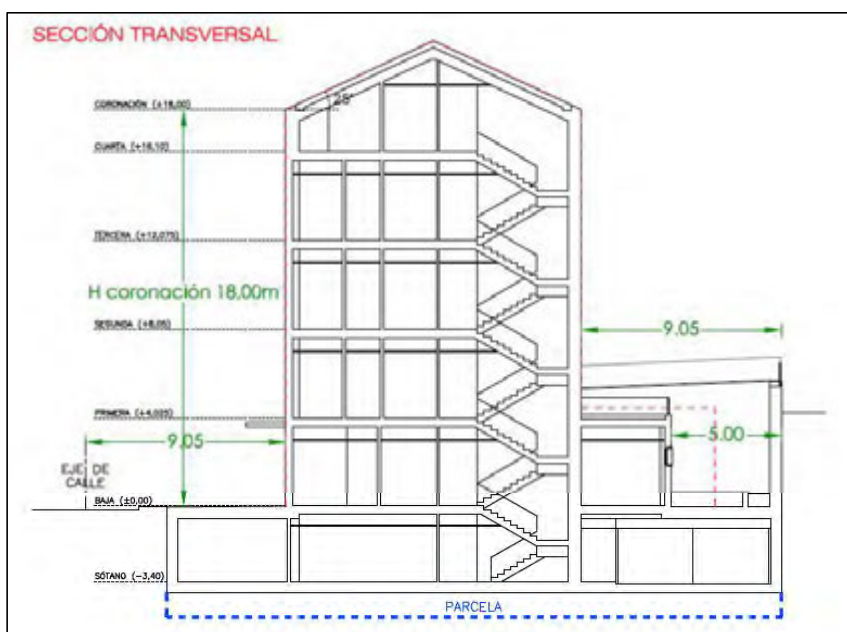 SECCIÓN TRANSVERSAL
CORONACIÓN (+18,00)
25°
CUARTA (+16,10)
TERCERA (+12,075)
H coronación 18,00m
SEGUNDA (+8,05)
9.05
PRIMERA (+4,025)
9.05
5.00
EJE DE
CALLE
BAJA (±0,00)
SÓTANO (-3,40)
PARCELA